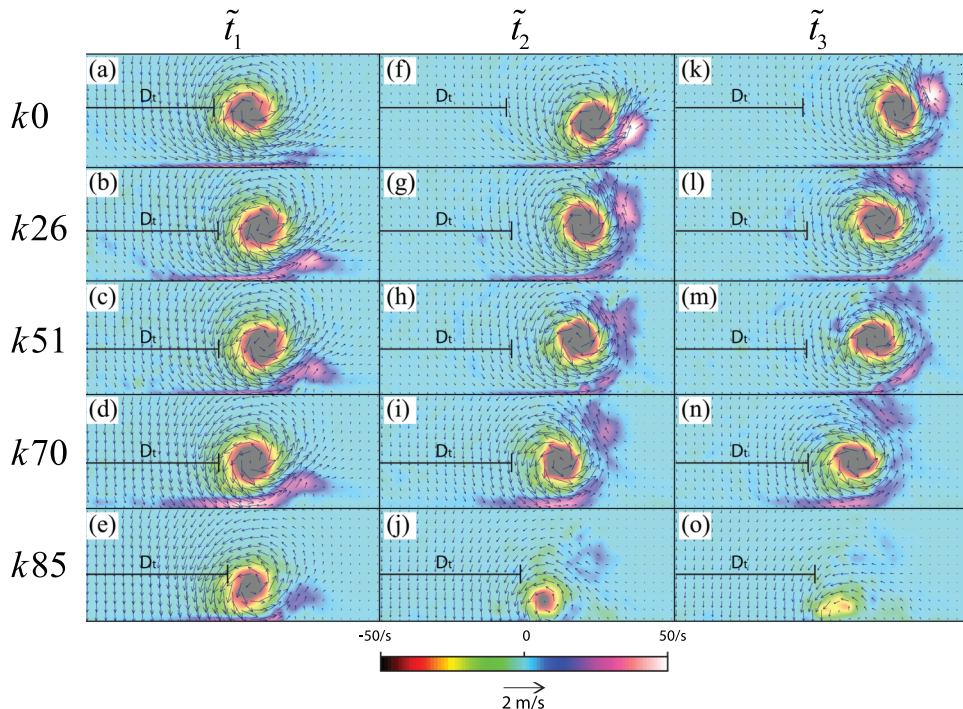 t̃₁ t̃₂ t̃₃
k0 (a) Dₜ (f) Dₜ (k) Dₜ
k26 (b) Dₜ (g) Dₜ (l) Dₜ
k51 (c) Dₜ (h) Dₜ (m) Dₜ
k70 (d) Dₜ (i) Dₜ (n) Dₜ
k85 (e) Dₜ (j) Dₜ (o) Dₜ
-50/s 0 50/s
2 m/s